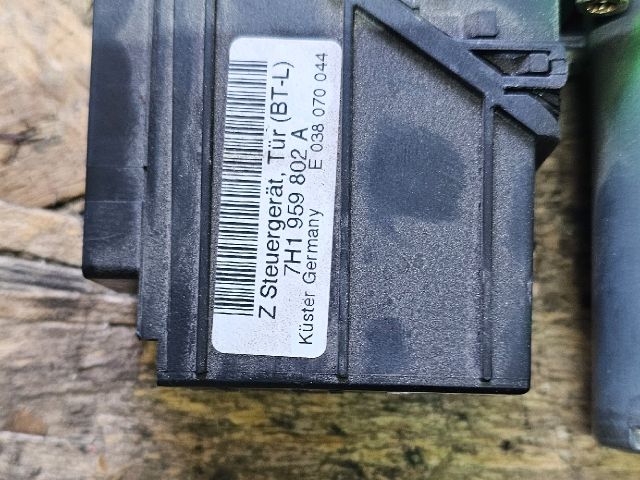 Z Steuergerät, Tür (BT-L)
7H1 959 802 A
Küster Germany E 038 070 044